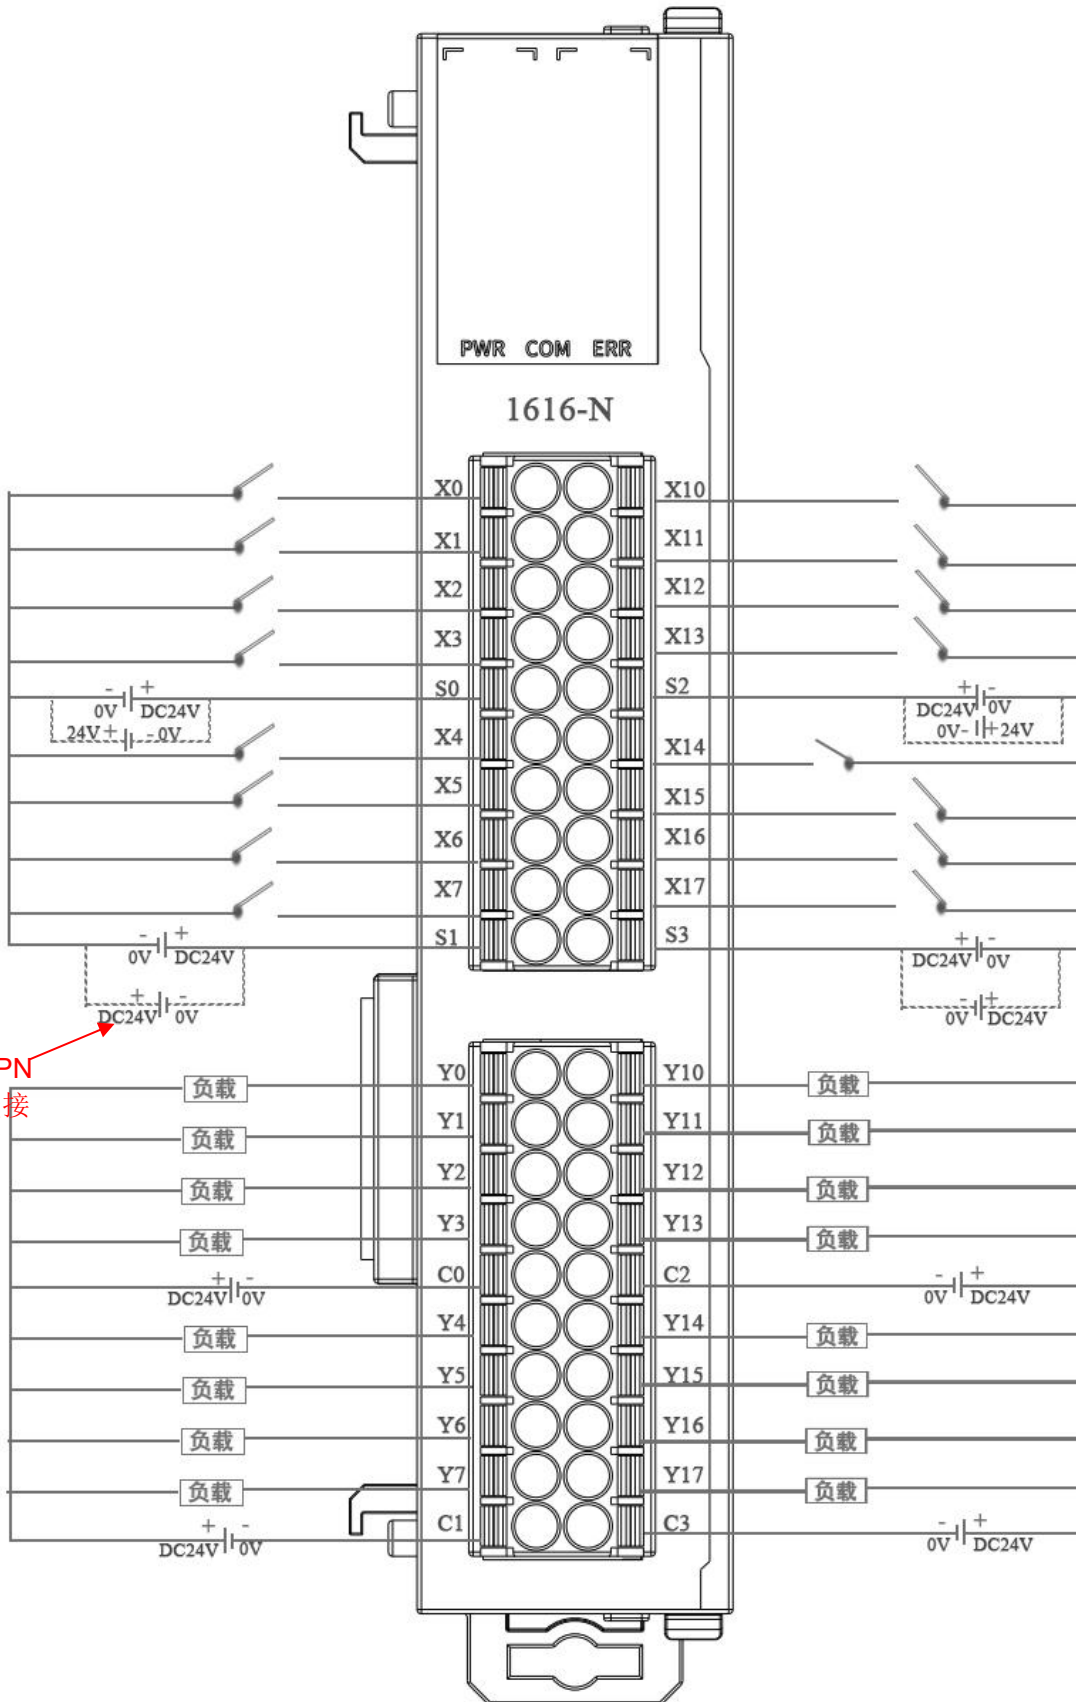 PWR COM ERR
1616-N
X0 X10
X1 X11
X2 X12
X3 X13
S0 S2
- + + -
0V DC24V DC24V 0V
24V + - 0V 0V - + 24V
X4 X14
X5 X15
X6 X16
X7 X17
S1 S3
- + + -
0V DC24V DC24V 0V
+ - - +
DC24V 0V 0V DC24V
PN
接
Y0 Y10
负载 负载
Y1 Y11
负载 负载
Y2 Y12
负载 负载
Y3 Y13
负载 负载
C0 C2
+ - - +
DC24V 0V 0V DC24V
Y4 Y14
负载 负载
Y5 Y15
负载 负载
Y6 Y16
负载 负载
Y7 Y17
负载 负载
C1 C3
+ - - +
DC24V 0V 0V DC24V